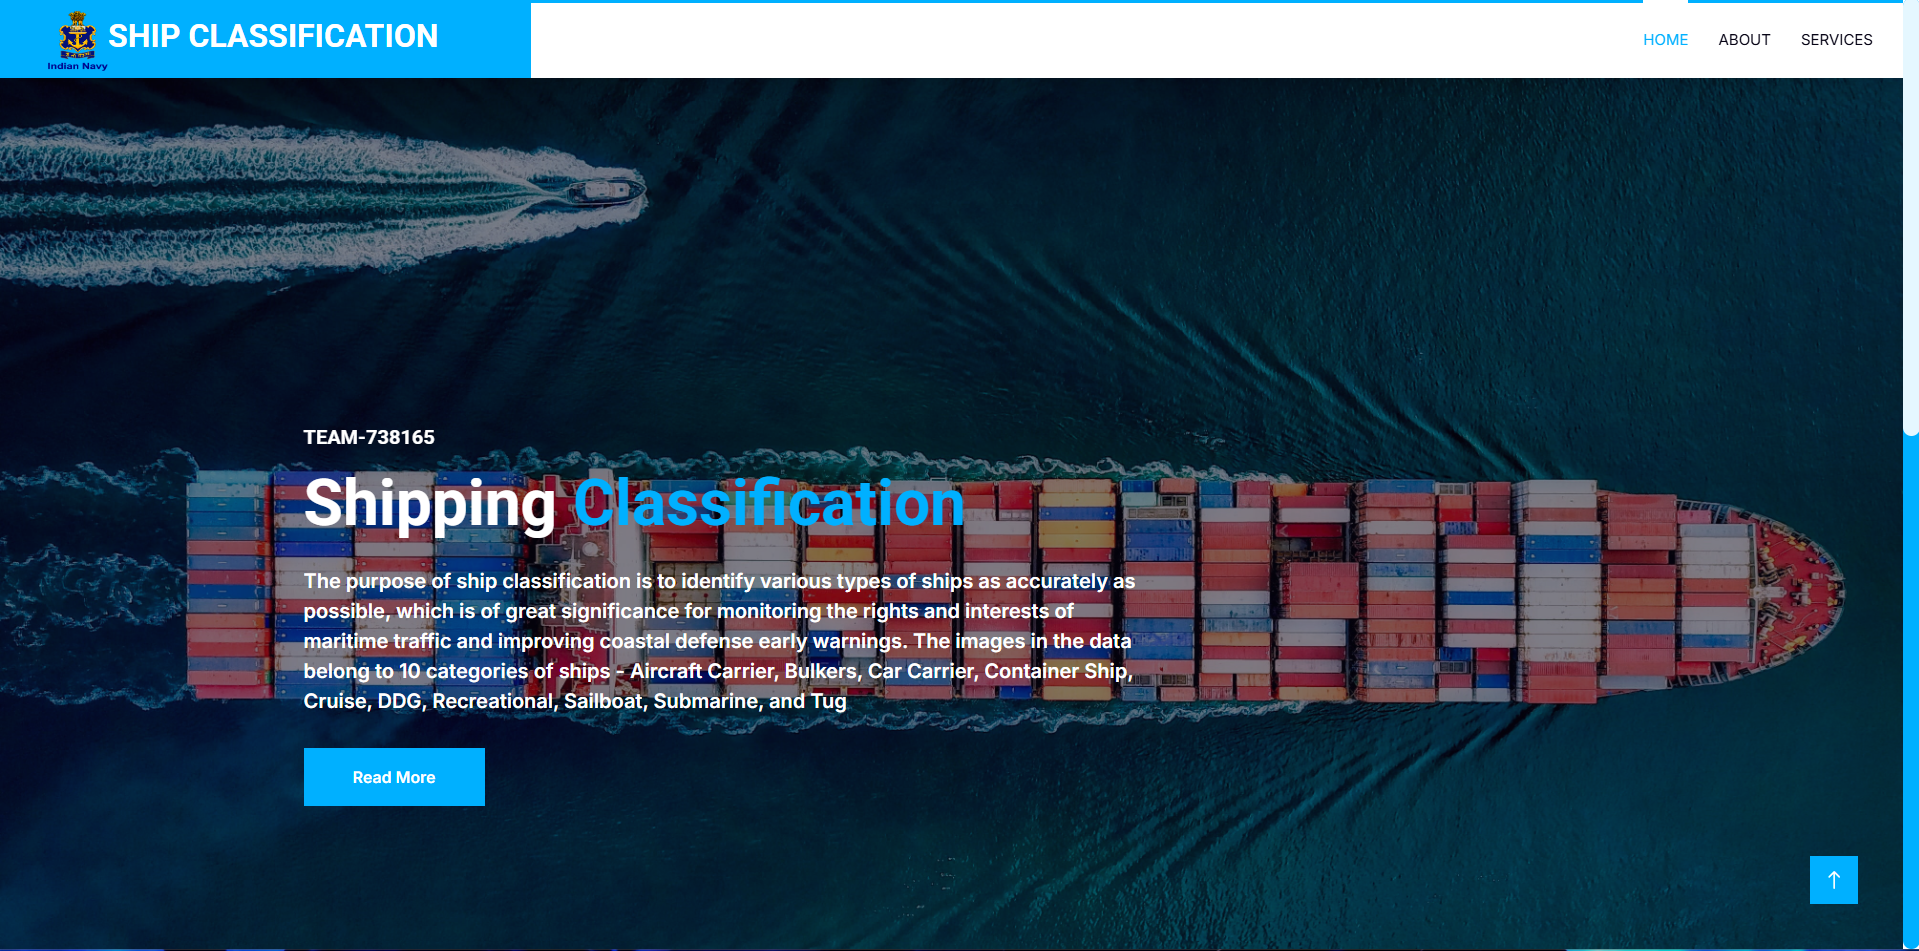 SHIP CLASSIFICATION
Indian Navy
HOME ABOUT SERVICES
TEAM-738165
Shipping Classification
The purpose of ship classification is to identify various types of ships as accurately as
possible, which is of great significance for monitoring the rights and interests of
maritime traffic and improving coastal defense early warnings. The images in the data
belong to 10 categories of ships - Aircraft Carrier, Bulkers, Car Carrier, Container Ship,
Cruise, DDG, Recreational, Sailboat, Submarine, and Tug
Read More